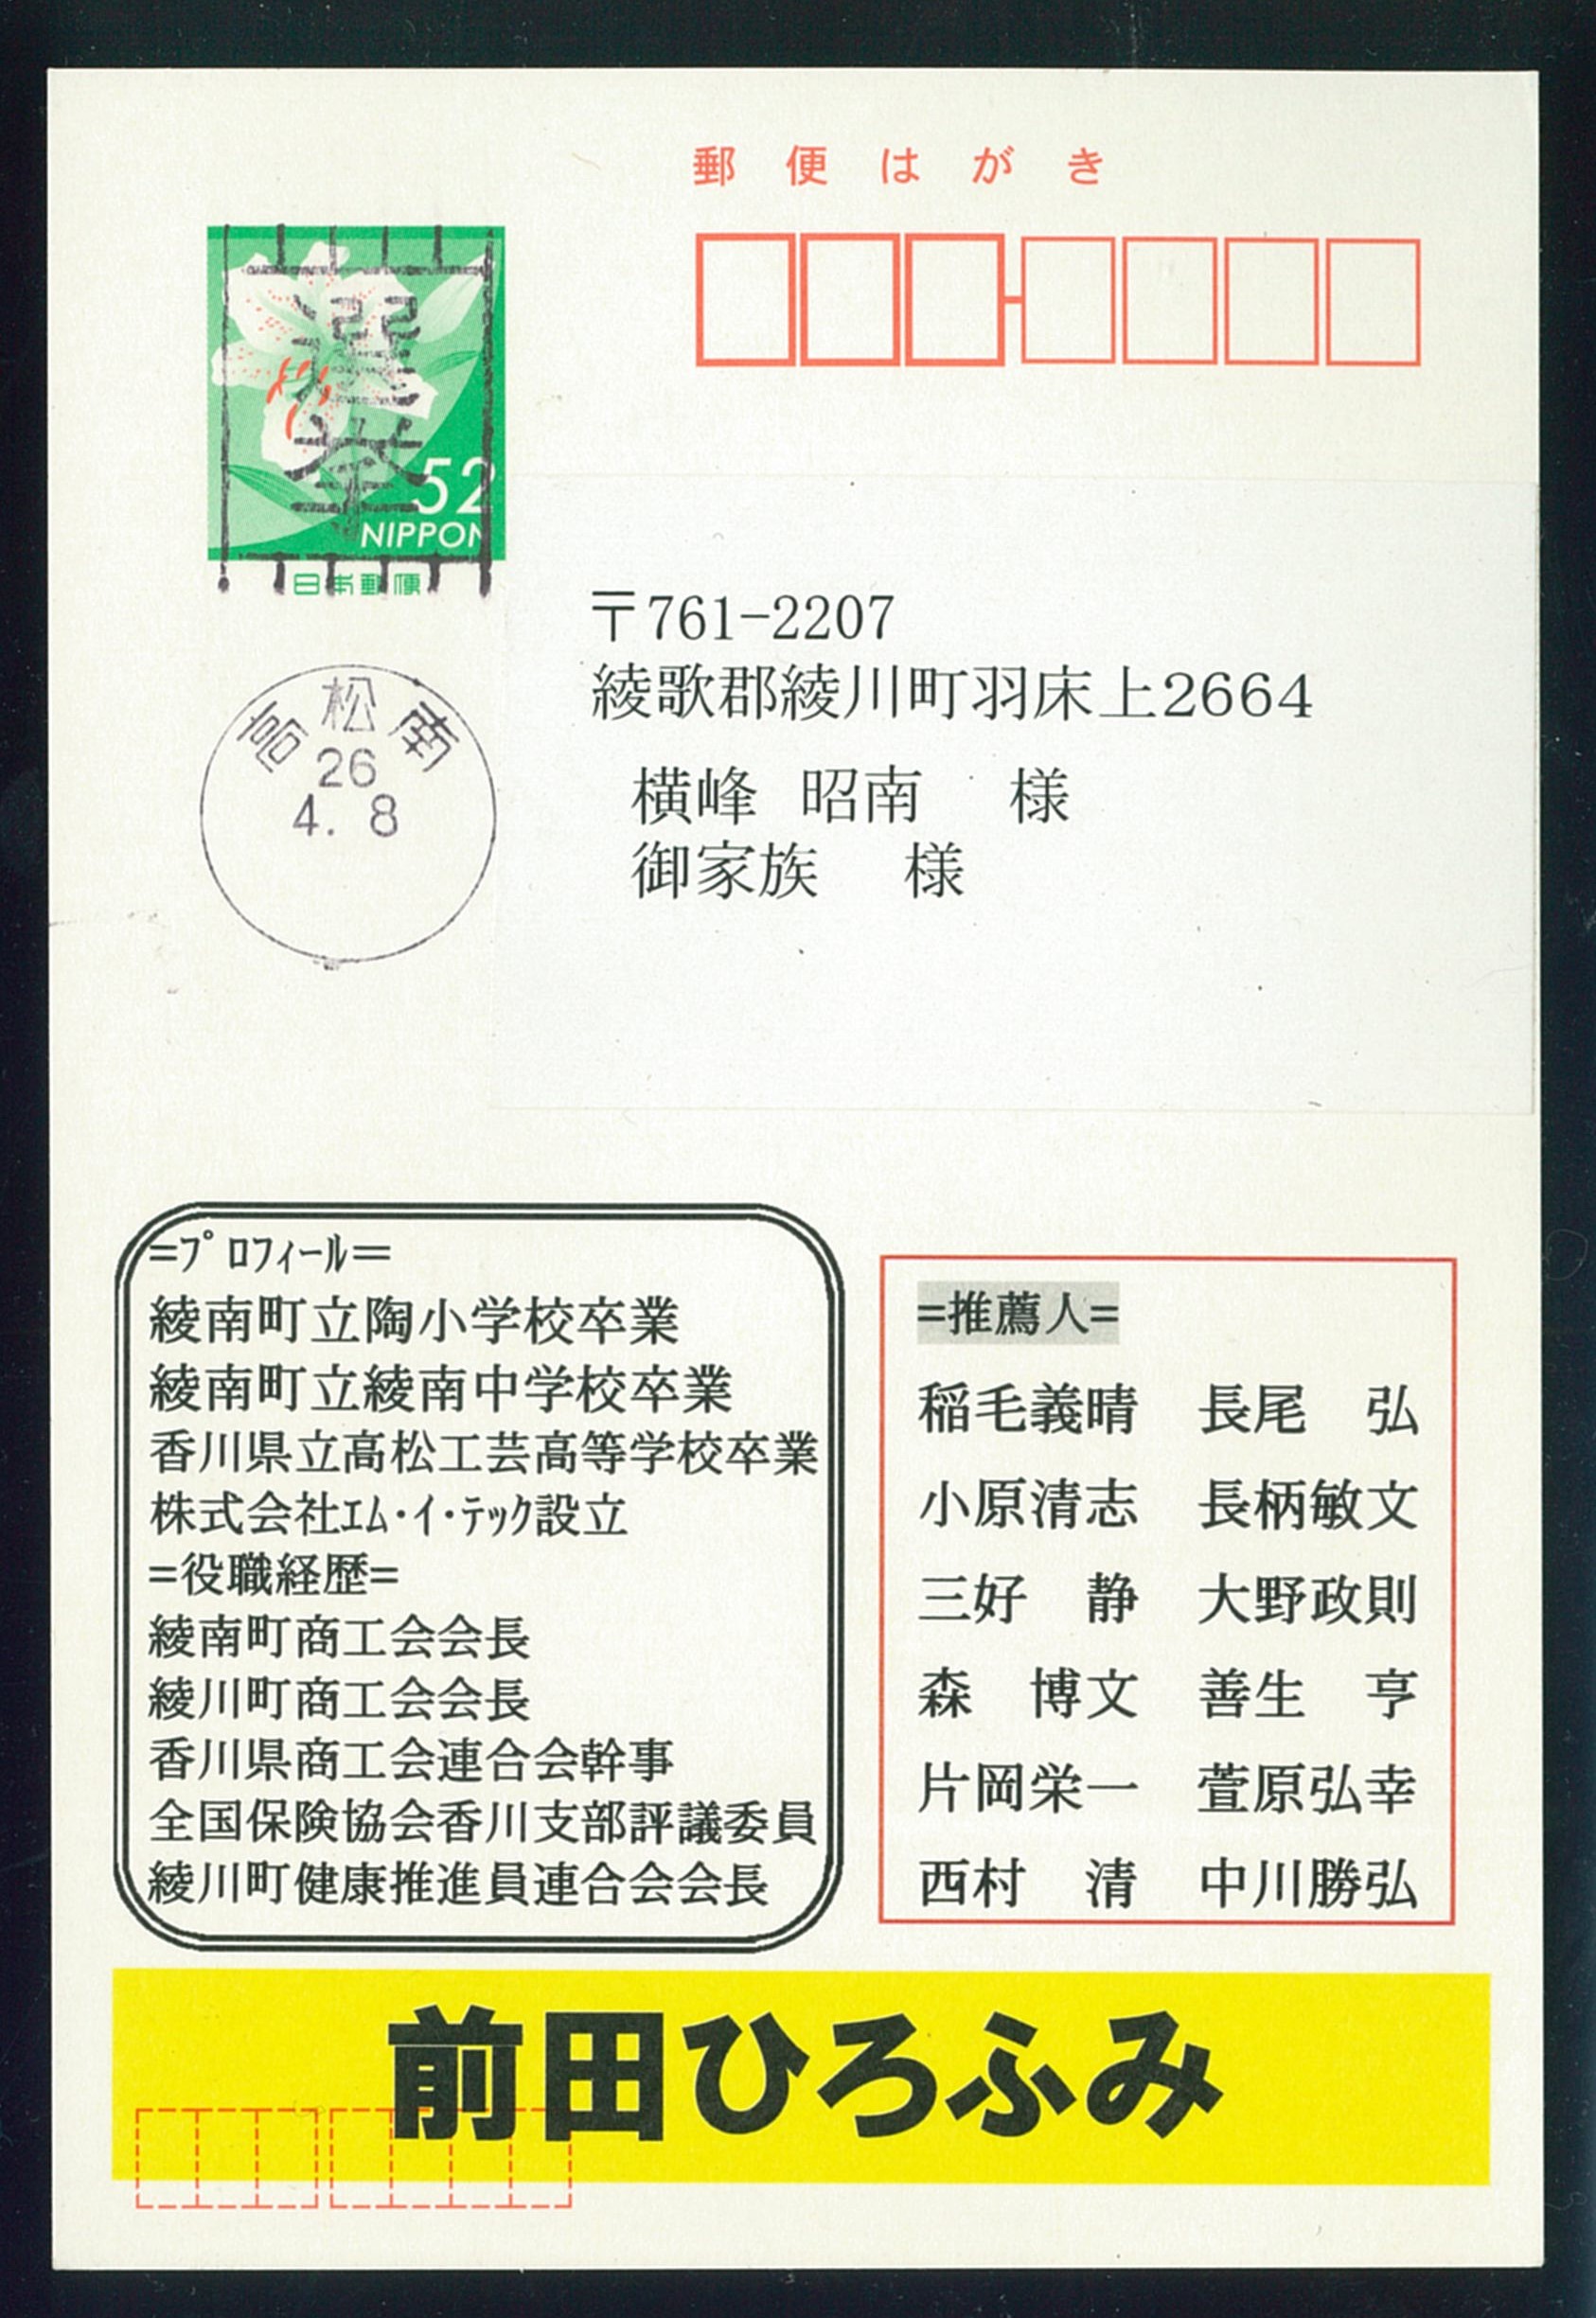 郵便はがき
選挙
52
NIPPON
日本郵便
高松南
26
4. 8
〒761-2207
綾歌郡綾川町羽床上2664
横峰 昭南 様
御家族 様
=ﾌﾟﾛﾌｨｰﾙ=
綾南町立陶小学校卒業
綾南町立綾南中学校卒業
香川県立高松工芸高等学校卒業
株式会社ｴﾑ･ｲ･ﾃｯｸ設立
=役職経歴=
綾南町商工会会長
綾川町商工会会長
香川県商工会連合会幹事
全国保険協会香川支部評議委員
綾川町健康推進員連合会会長
=推薦人=
稲毛義晴 長尾 弘
小原清志 長柄敏文
三好 静 大野政則
森 博文 善生 亨
片岡栄一 萱原弘幸
西村 清 中川勝弘
前田ひろふみ